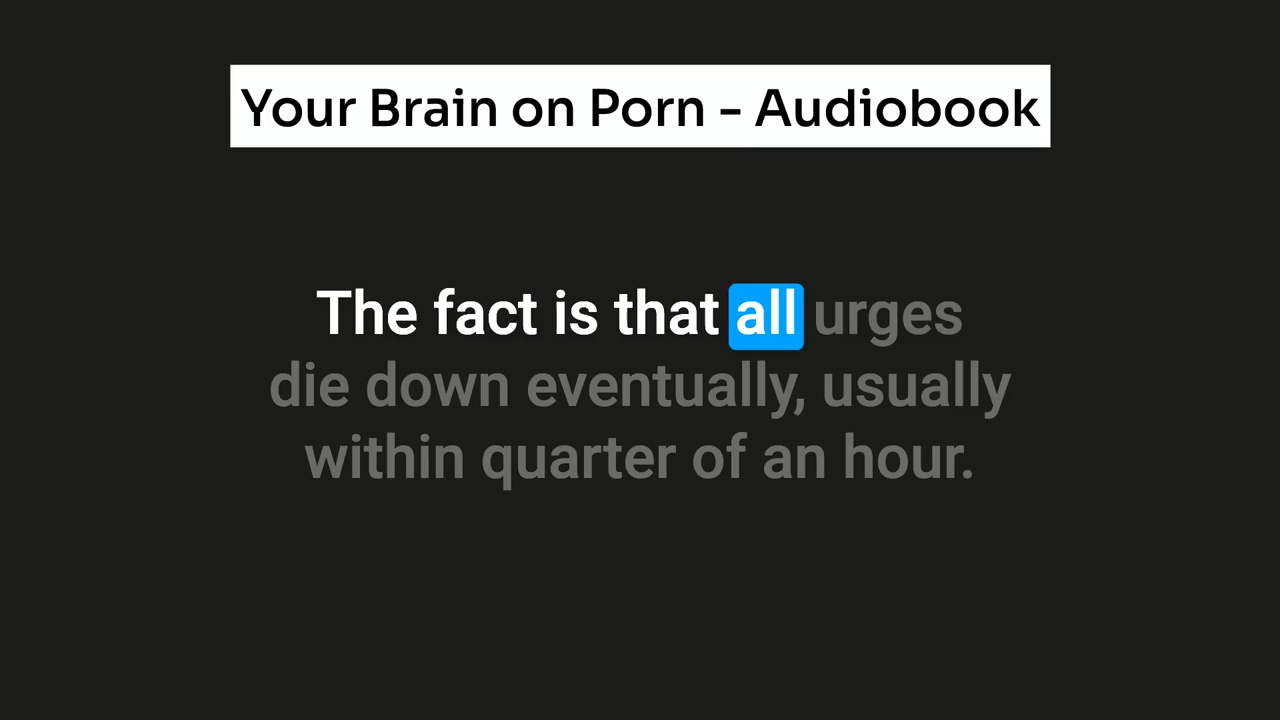 Your Brain on Porn - Audiobook
The fact is that all urges
die down eventually, usually
within quarter of an hour.